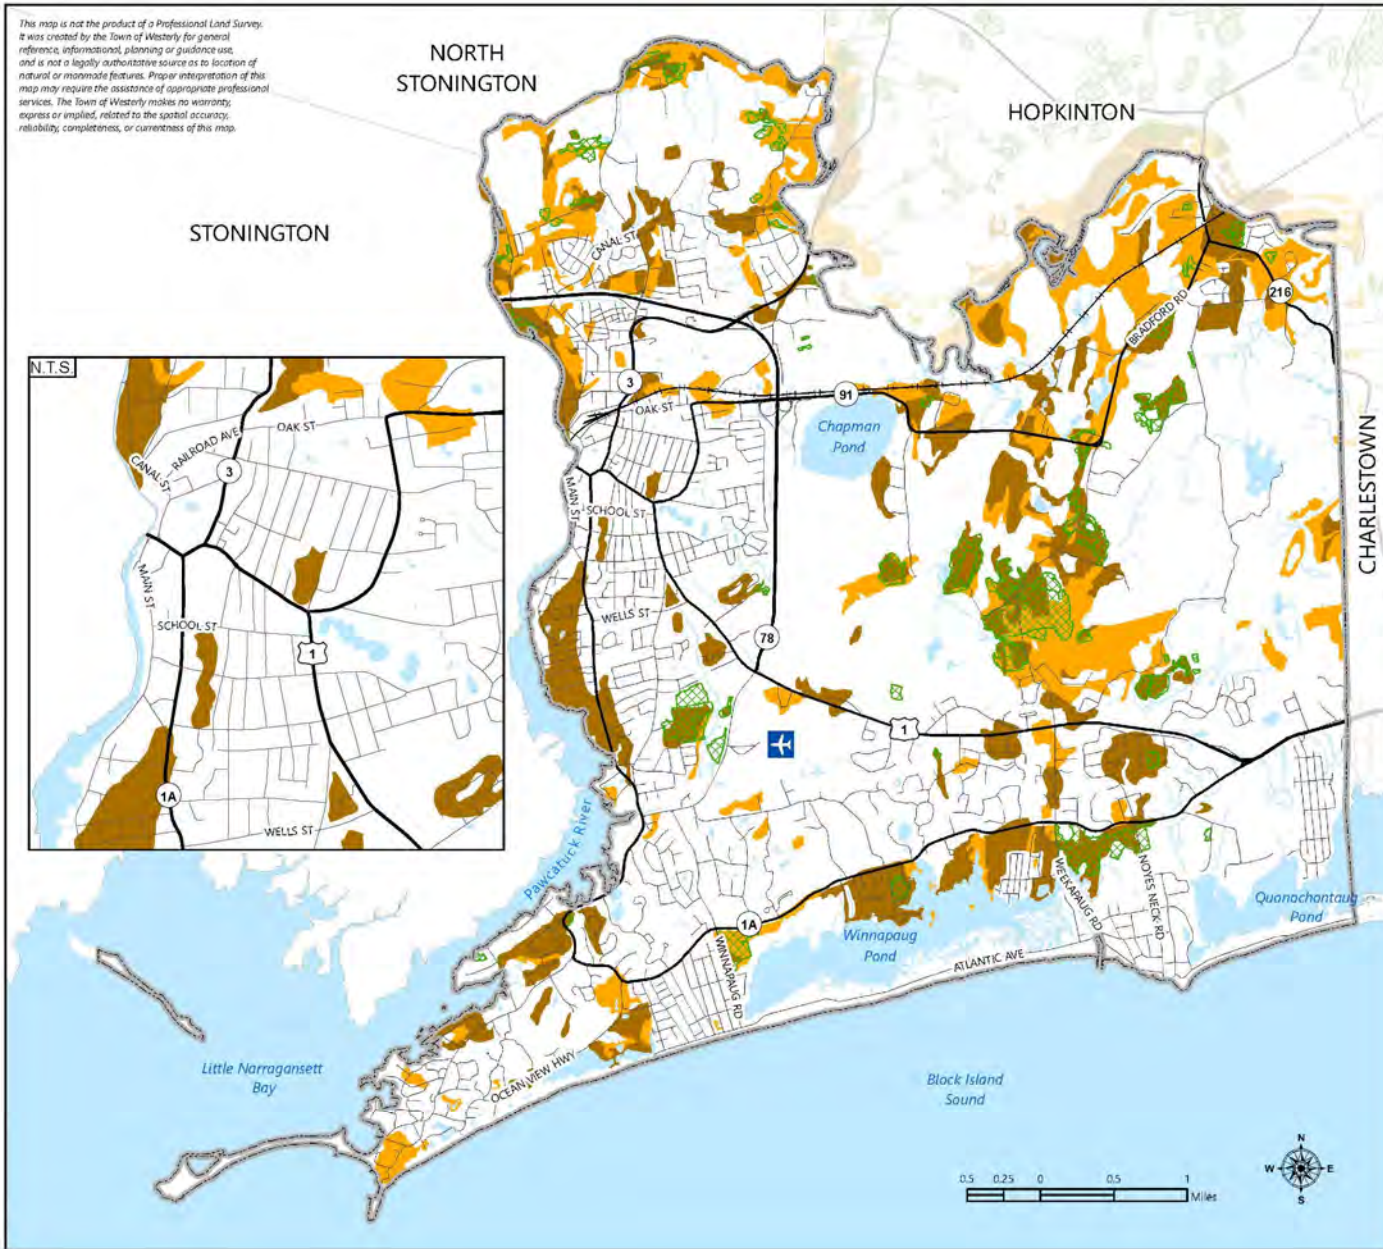 This map is not the product of a Professional Land Survey.
It was created by the Town of Westerly for general
reference, informational, planning or guidance use,
and is not a legally authoritative source as to location of
natural or manmade features. Proper interpretation of this
map may require the assistance of appropriate professional
services. The Town of Westerly makes no warranty,
express or implied, related to the spatial accuracy,
reliability, completeness, or currentness of this map.
NORTH
STONINGTON
HOPKINTON
STONINGTON
CANAL ST
216
BRADFORD RD
N.T.S.
3
91
OAK ST
Chapman
Pond
CHARLESTOWN
MAIN ST
SCHOOL ST
WELLS ST
78
1
1A
Pawcatuck River
WEEKAPAUG RD
NOYES NECK RD
Quonochontaug
Pond
Winnapaug
Pond
WINNAPAUG RD
ATLANTIC AVE
OCEAN VIEW HWY
Little Narragansett
Bay
Block Island
Sound
CANAL ST
RAILROAD AVE
OAK ST
3
MAIN ST
SCHOOL ST
1
1A
WELLS ST
N
W
E
S
0.5 0.25 0 0.5 1
Miles